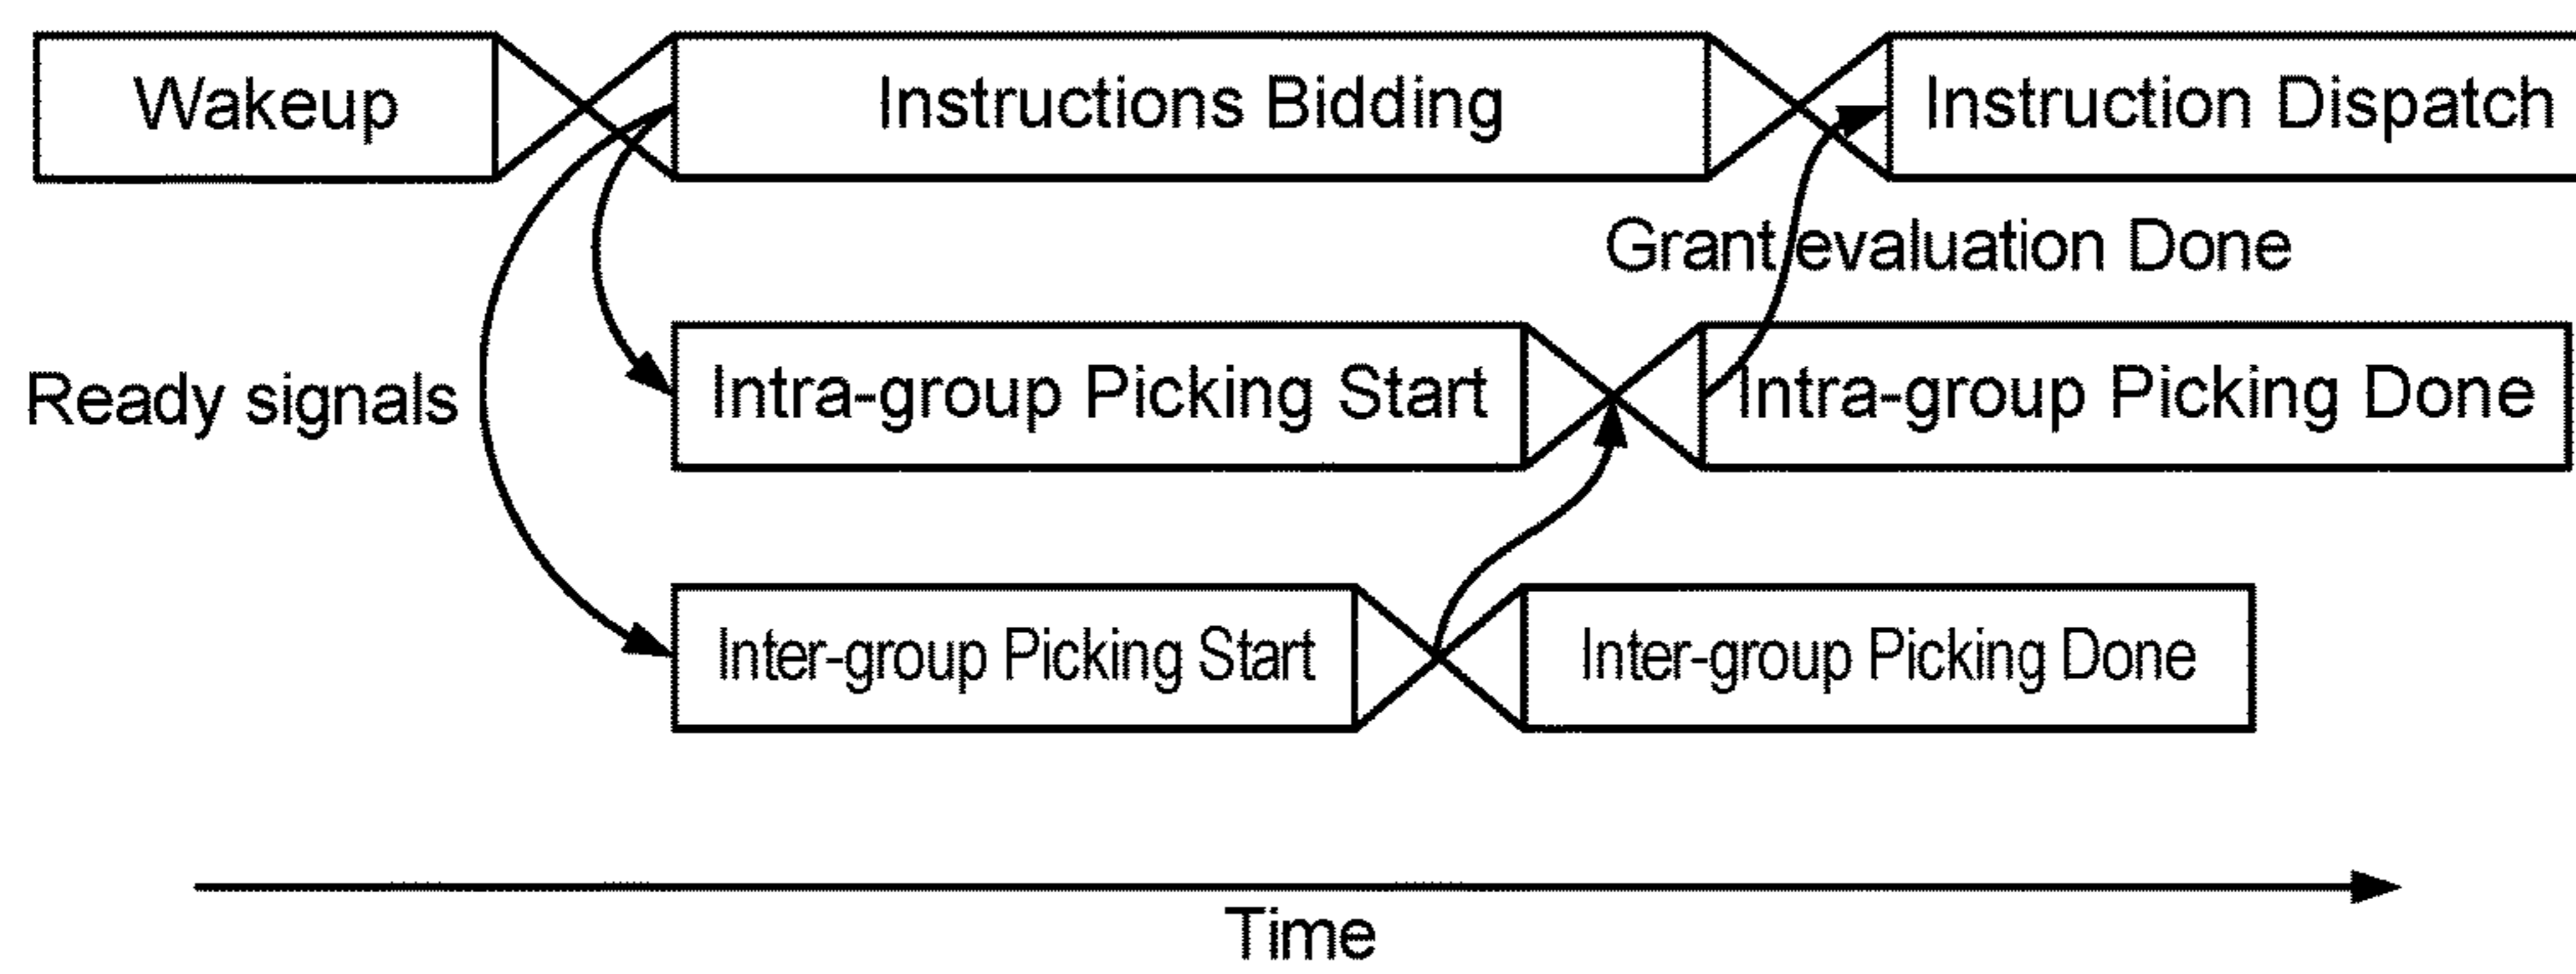 Wakeup
Instructions Bidding
Instruction Dispatch
Grant evaluation Done
Ready signals
Intra-group Picking Start
Intra-group Picking Done
Inter-group Picking Start
Inter-group Picking Done
Time